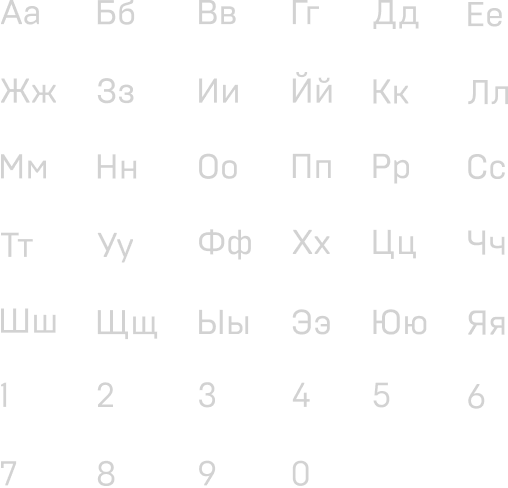 Аа Бб Вв Гг Дд Ее
Жж Зз Ии Йй Кк Лл
Мм Нн Оо Пп Рр Сс
Тт Уу Фф Хх Цц Чч
Шш Щщ Ыы Ээ Юю Яя
1 2 3 4 5 6
7 8 9 0